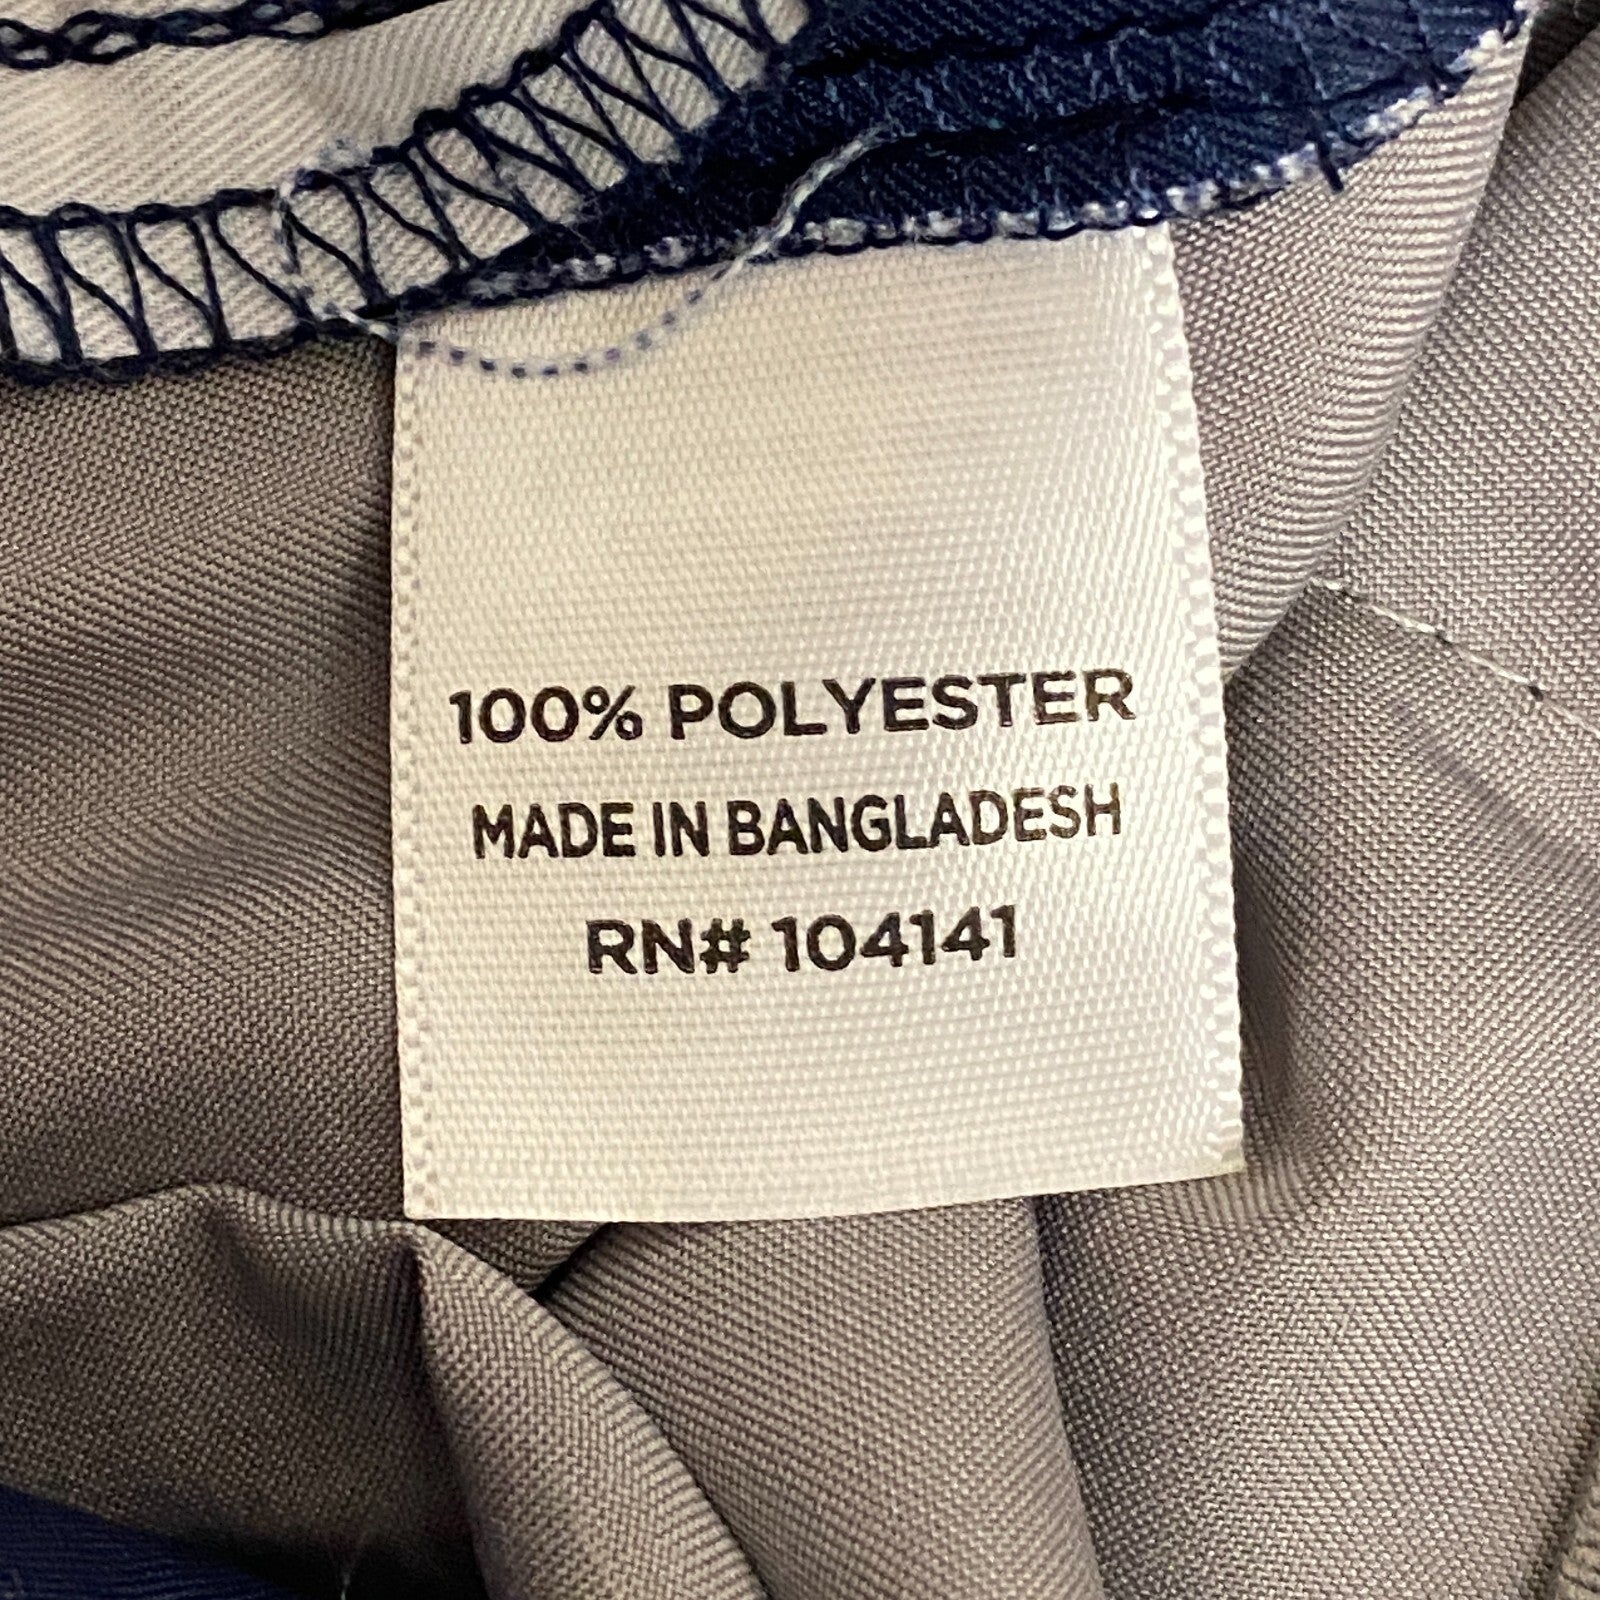 100% POLYESTER
MADE IN BANGLADESH
RN# 104141